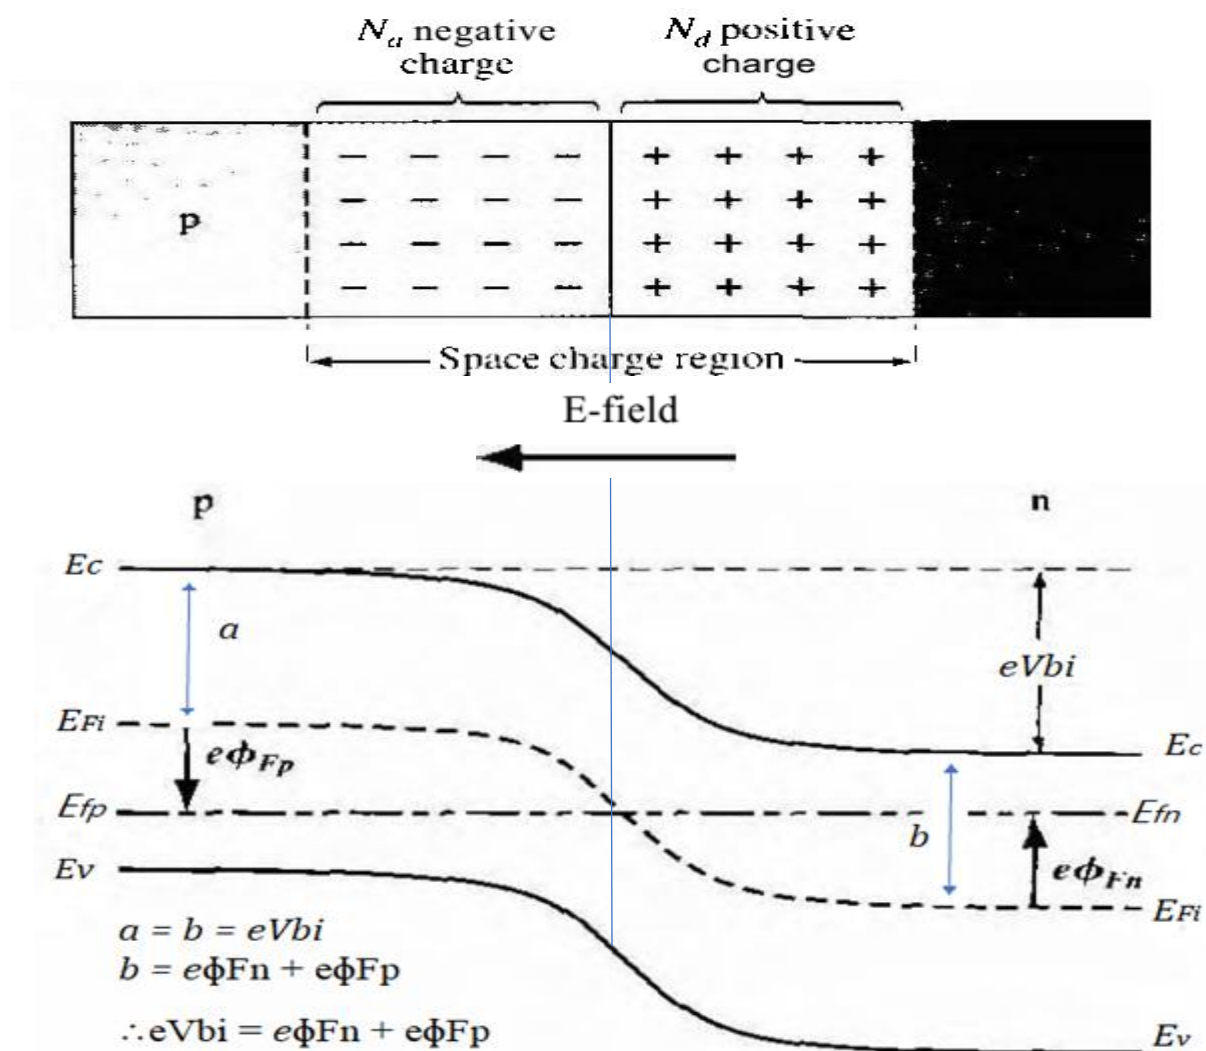 Na negative
charge
Nd positive
charge
p
− − − − + + + +
− − − − + + + +
− − − − + + + +
− − − − + + + +
Space charge region
E-field
p n
Ec
a
eVbi
EFi
Ec
eϕFp
Efp
Efn
b
Ev
eϕFn
EFi
a = b = eVbi
b = eϕFn + eϕFp
∴eVbi = eϕFn + eϕFp
Ev